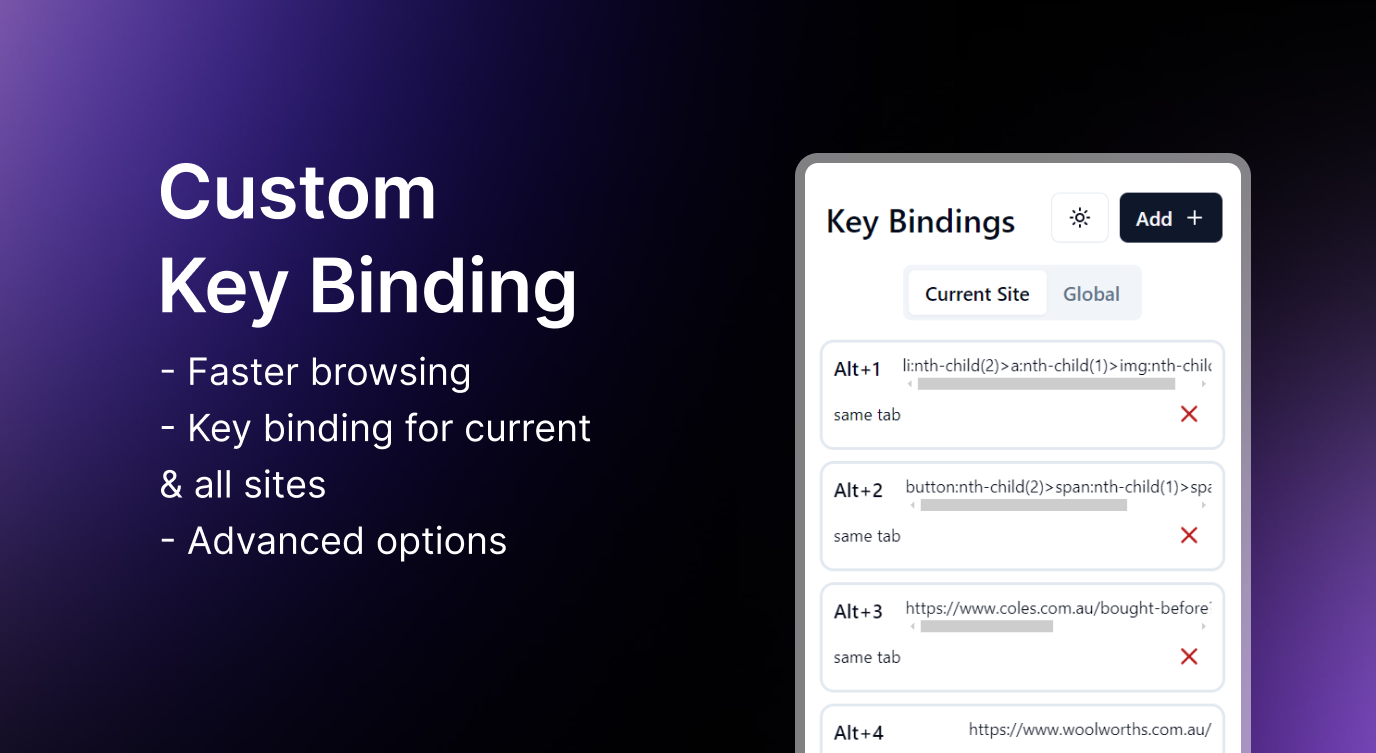 Custom
Key Binding
- Faster browsing
- Key binding for current
& all sites
- Advanced options
Key Bindings
Add +
Current Site Global
Alt+1 li:nth-child(2)>a:nth-child(1)>img:nth-chil
same tab
Alt+2 button:nth-child(2)>span:nth-child(1)>spa
same tab
Alt+3 https://www.coles.com.au/bought-before
same tab
Alt+4 https://www.woolworths.com.au/